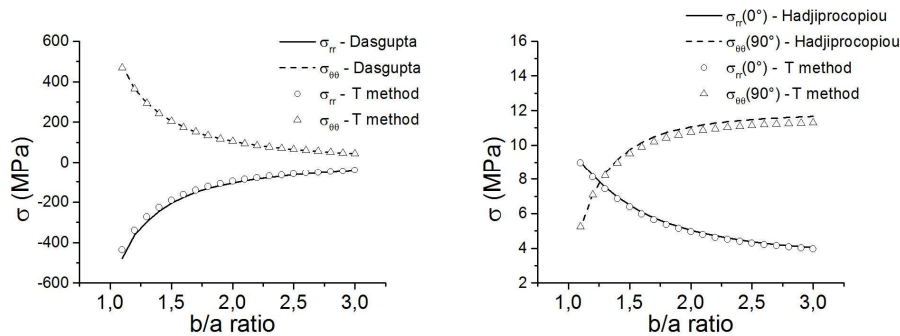 σrr - Dasgupta
σθθ - Dasgupta
σrr - T method
σθθ - T method
600
400
200
0
-200
-400
-600
σ (MPa)
1,0 1,5 2,0 2,5 3,0
b/a ratio
σrr(0°) - Hadjiprocopiou
σθθ(90°) - Hadjiprocopiou
σrr(0°) - T method
σθθ(90°) - T method
16
14
12
10
8
6
4
2
σ (MPa)
1,0 1,5 2,0 2,5 3,0
b/a ratio